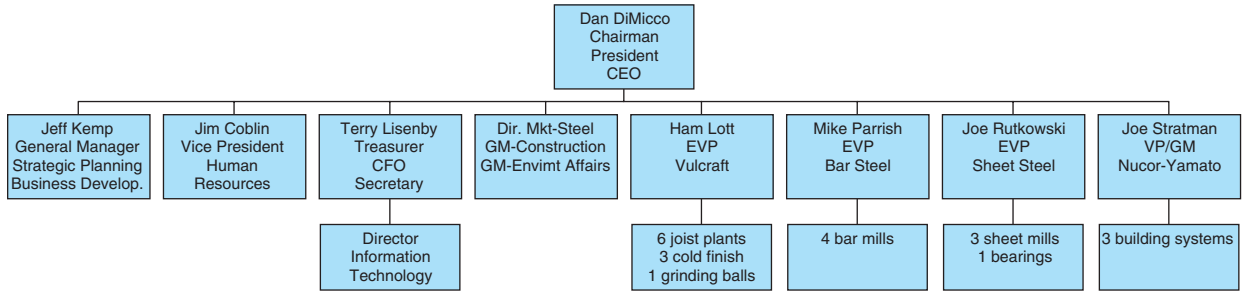 Dan DiMicco
Chairman
President
CEO
Jeff Kemp
General Manager
Strategic Planning
Business Develop.
Jim Coblin
Vice President
Human
Resources
Terry Lisenby
Treasurer
CFO
Secretary
Dir. Mkt-Steel
GM-Construction
GM-Envimt Affairs
Ham Lott
EVP
Vulcraft
Mike Parrish
EVP
Bar Steel
Joe Rutkowski
EVP
Sheet Steel
Joe Stratman
VP/GM
Nucor-Yamato
Director
Information
Technology
6 joist plants
3 cold finish
1 grinding balls
4 bar mills
3 sheet mills
1 bearings
3 building systems